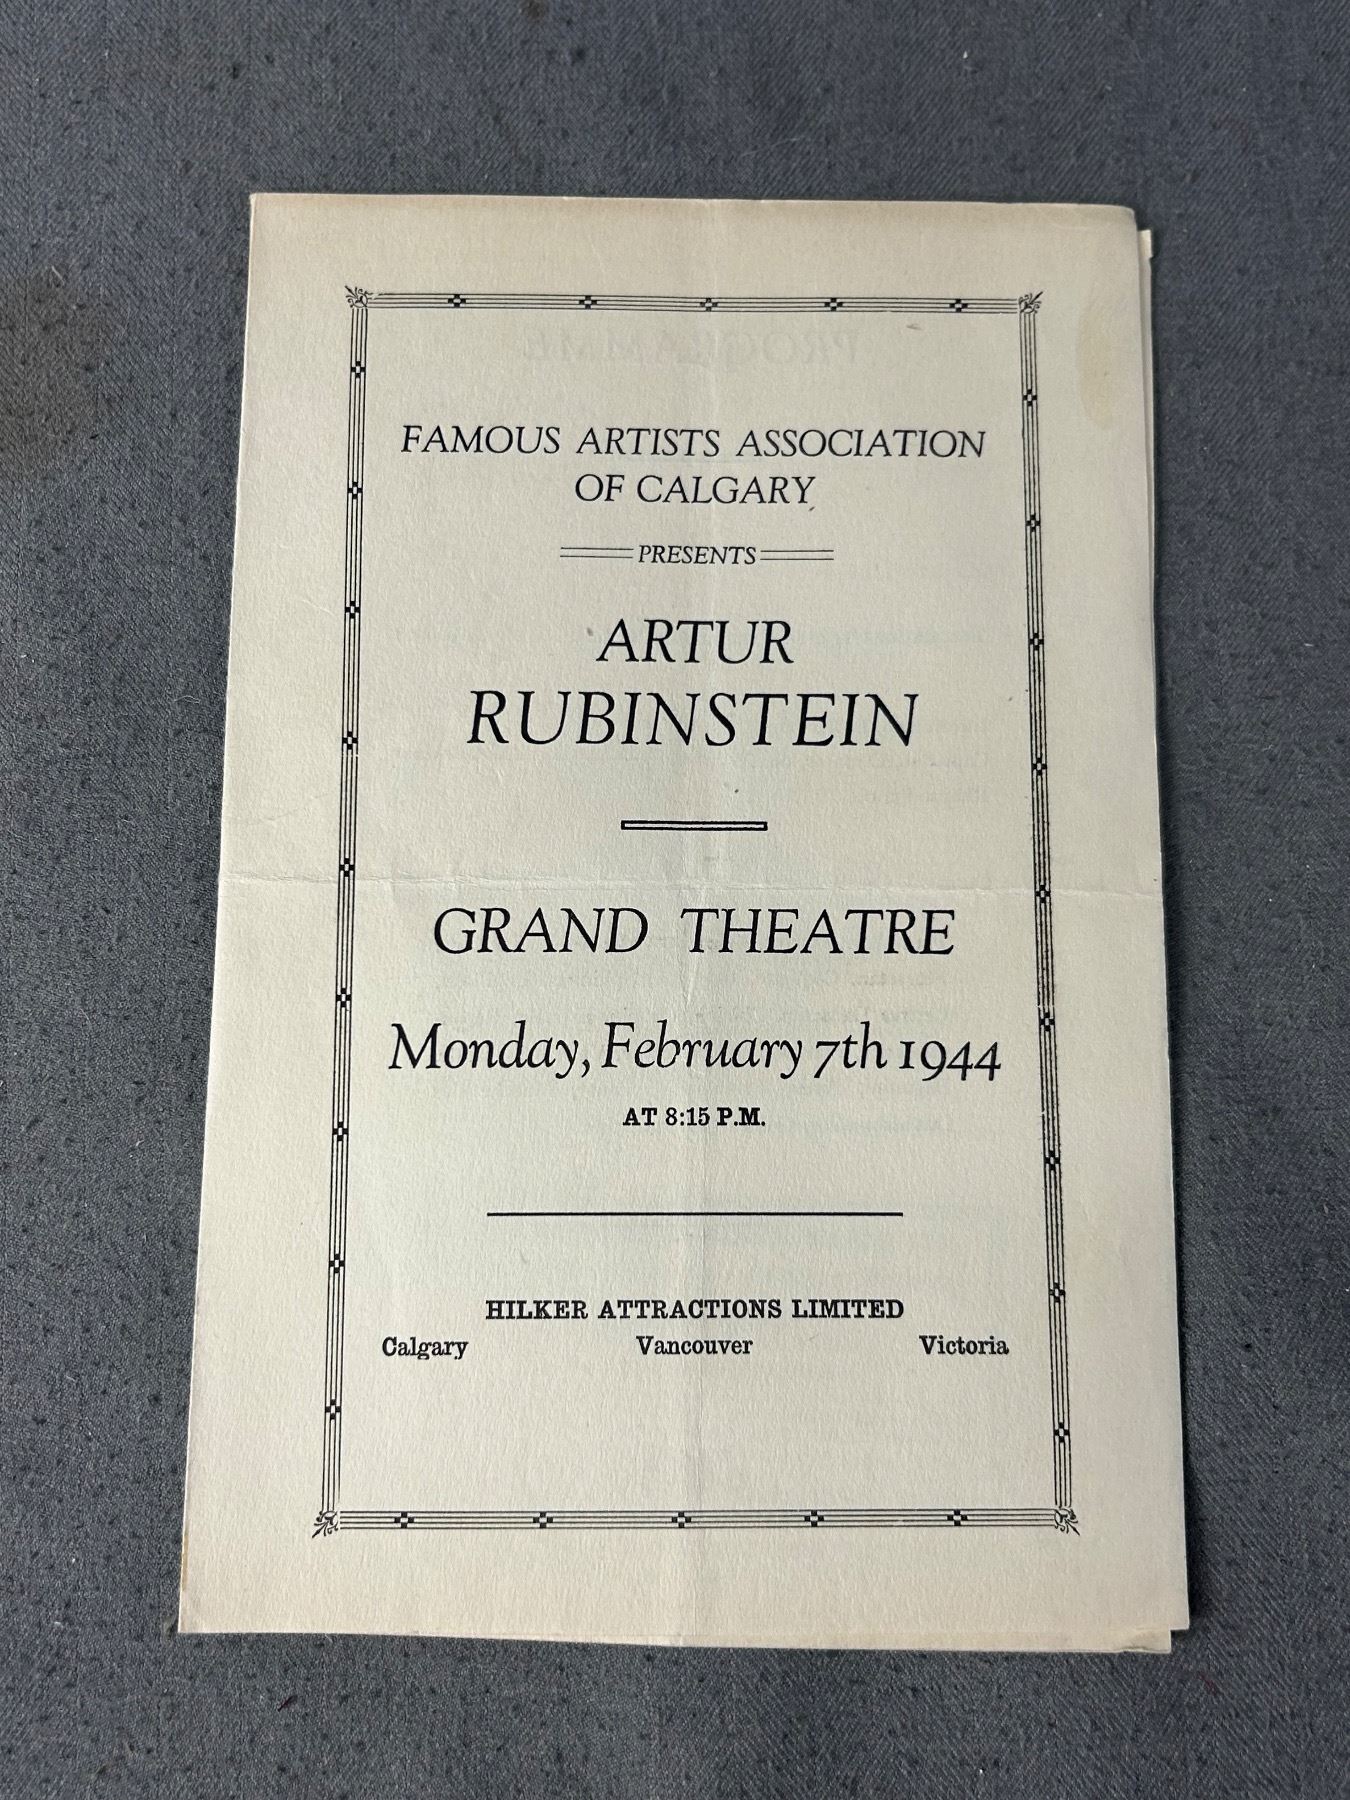 FAMOUS ARTISTS ASSOCIATION
OF CALGARY
PRESENTS
ARTUR
RUBINSTEIN
GRAND THEATRE
Monday, February 7th 1944
AT 8:15 P.M.
HILKER ATTRACTIONS LIMITED
Calgary Vancouver Victoria